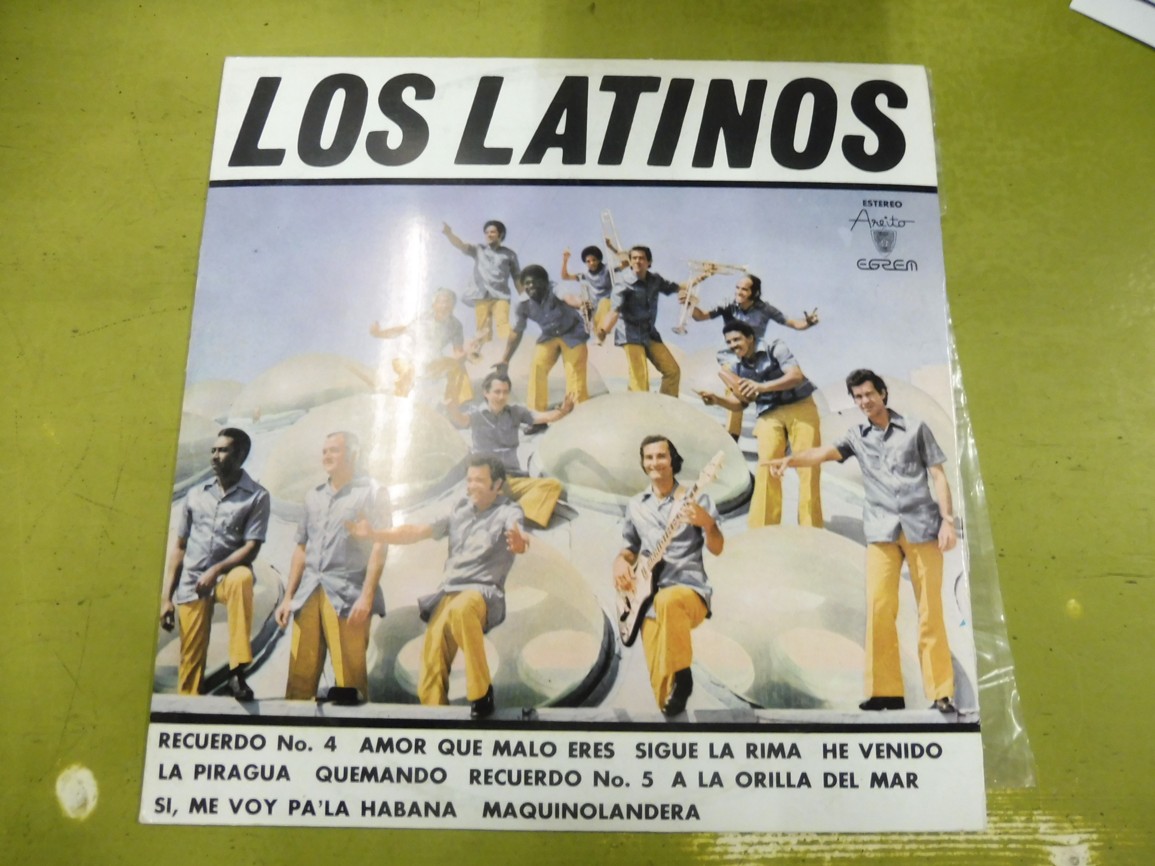 LOS LATINOS
ESTEREO
Areito
EGREM
RECUERDO No. 4 AMOR QUE MALO ERES SIGUE LA RIMA HE VENIDO
LA PIRAGUA QUEMANDO RECUERDO No. 5 A LA ORILLA DEL MAR
SI, ME VOY PA'LA HABANA MAQUINOLANDERA